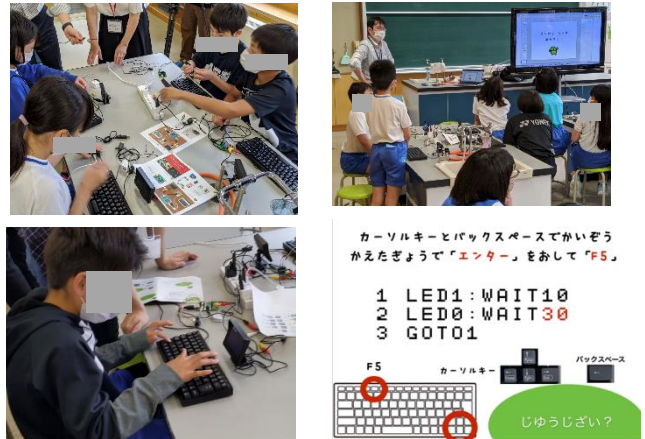 YONEX
カーソルキーとバックスペースでかいぞう
かえたぎょうで「エンター」をおして「F5」
1 LED1:WAIT10
2 LED0:WAIT30
3 GOTO1
F5
カーソルキー
バックスペース
じゆうじざい?